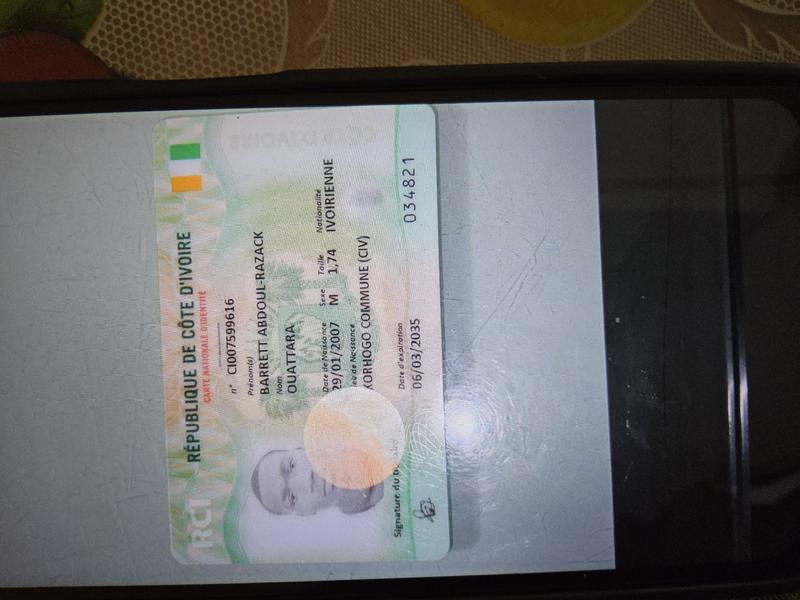 RÉPUBLIQUE DE CÔTE D'IVOIRE
CARTE NATIONALE D'IDENTITÉ
RCI
n° CI007599616
Prénom(s)
BARRETT ABDOUL-RAZACK
Nom
OUATTARA
Date de Naissance Sexe Taille Nationalité
29/01/2007 M 1,74 IVOIRIENNE
de Naissance
KORHOGO COMMUNE (CIV)
Signature du
Date d'expiration
06/03/2035
034821